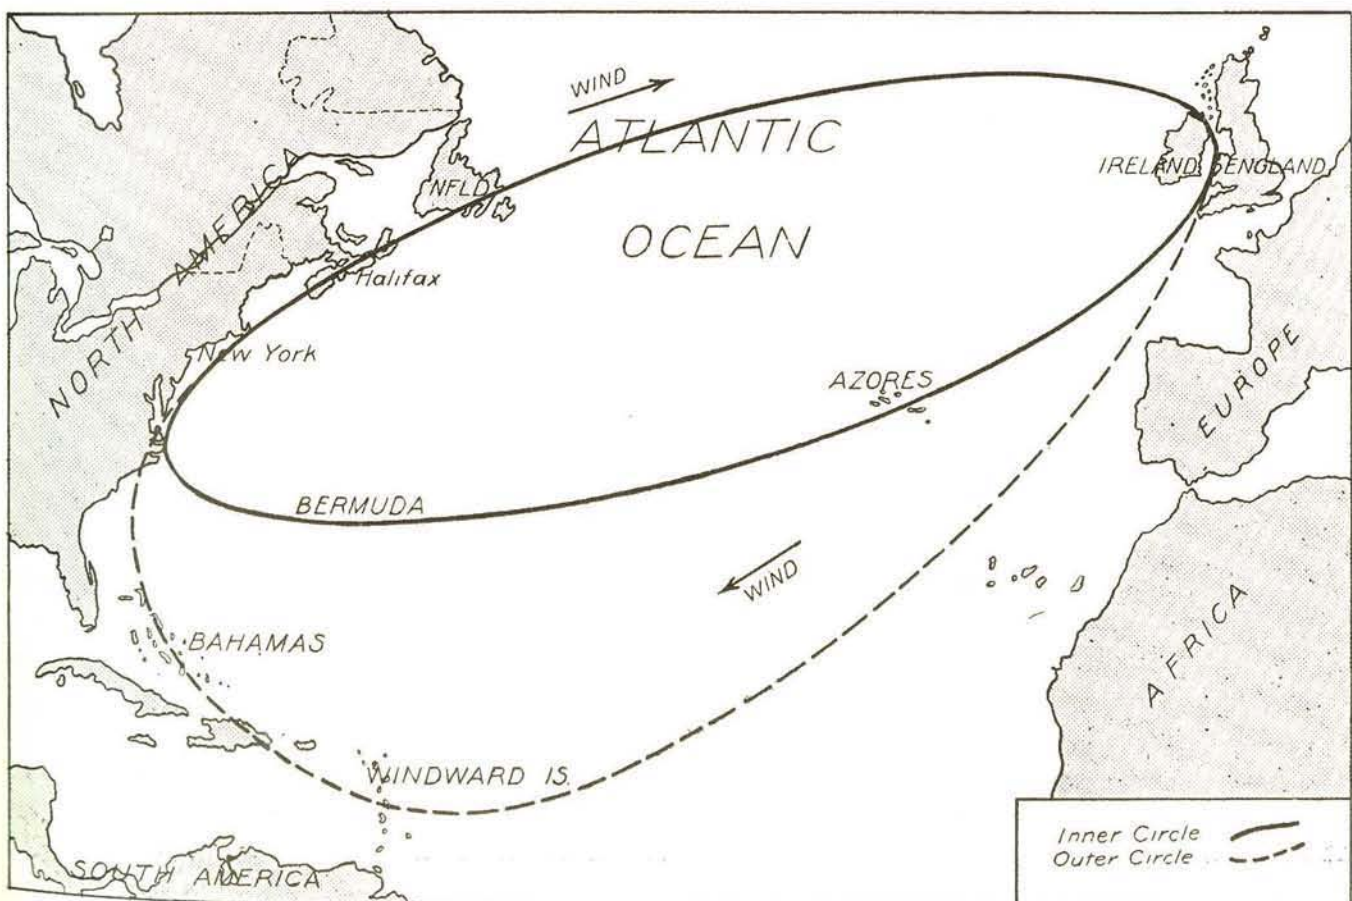 WIND
ATLANTIC
OCEAN
IRELAND
ENGLAND
NFLD
NORTH AMERICA
Halifax
New York
AZORES
EUROPE
BERMUDA
WIND
AFRICA
BAHAMAS
WINDWARD IS.
SOUTH AMERICA
Inner Circle
Outer Circle